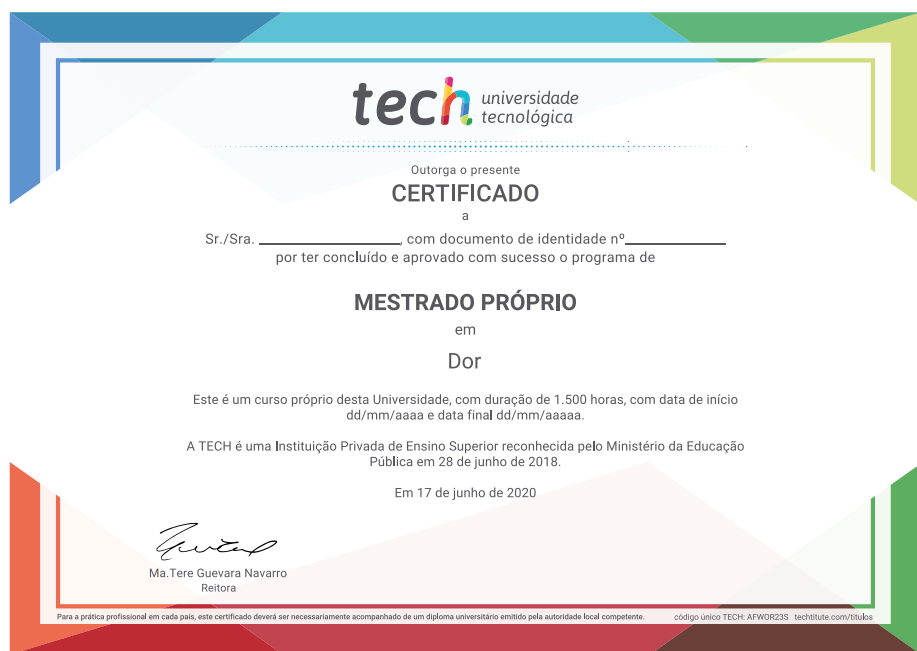 tech universidade
tecnológica
Outorga o presente
CERTIFICADO
a
Sr./Sra. ____________________, com documento de identidade nº______________
por ter concluído e aprovado com sucesso o programa de
MESTRADO PRÓPRIO
em
Dor
Este é um curso próprio desta Universidade, com duração de 1.500 horas, com data de início
dd/mm/aaaa e data final dd/mm/aaaaa.
A TECH é uma Instituição Privada de Ensino Superior reconhecida pelo Ministério da Educação
Pública em 28 de junho de 2018.
Em 17 de junho de 2020
Ma.Tere Guevara Navarro
Reitora
Para a prática profissional em cada país, este certificado deverá ser necessariamente acompanhado de um diploma universitário emitido pela autoridade local competente. código único TECH: AFWOR23S techtitute.com/titulos